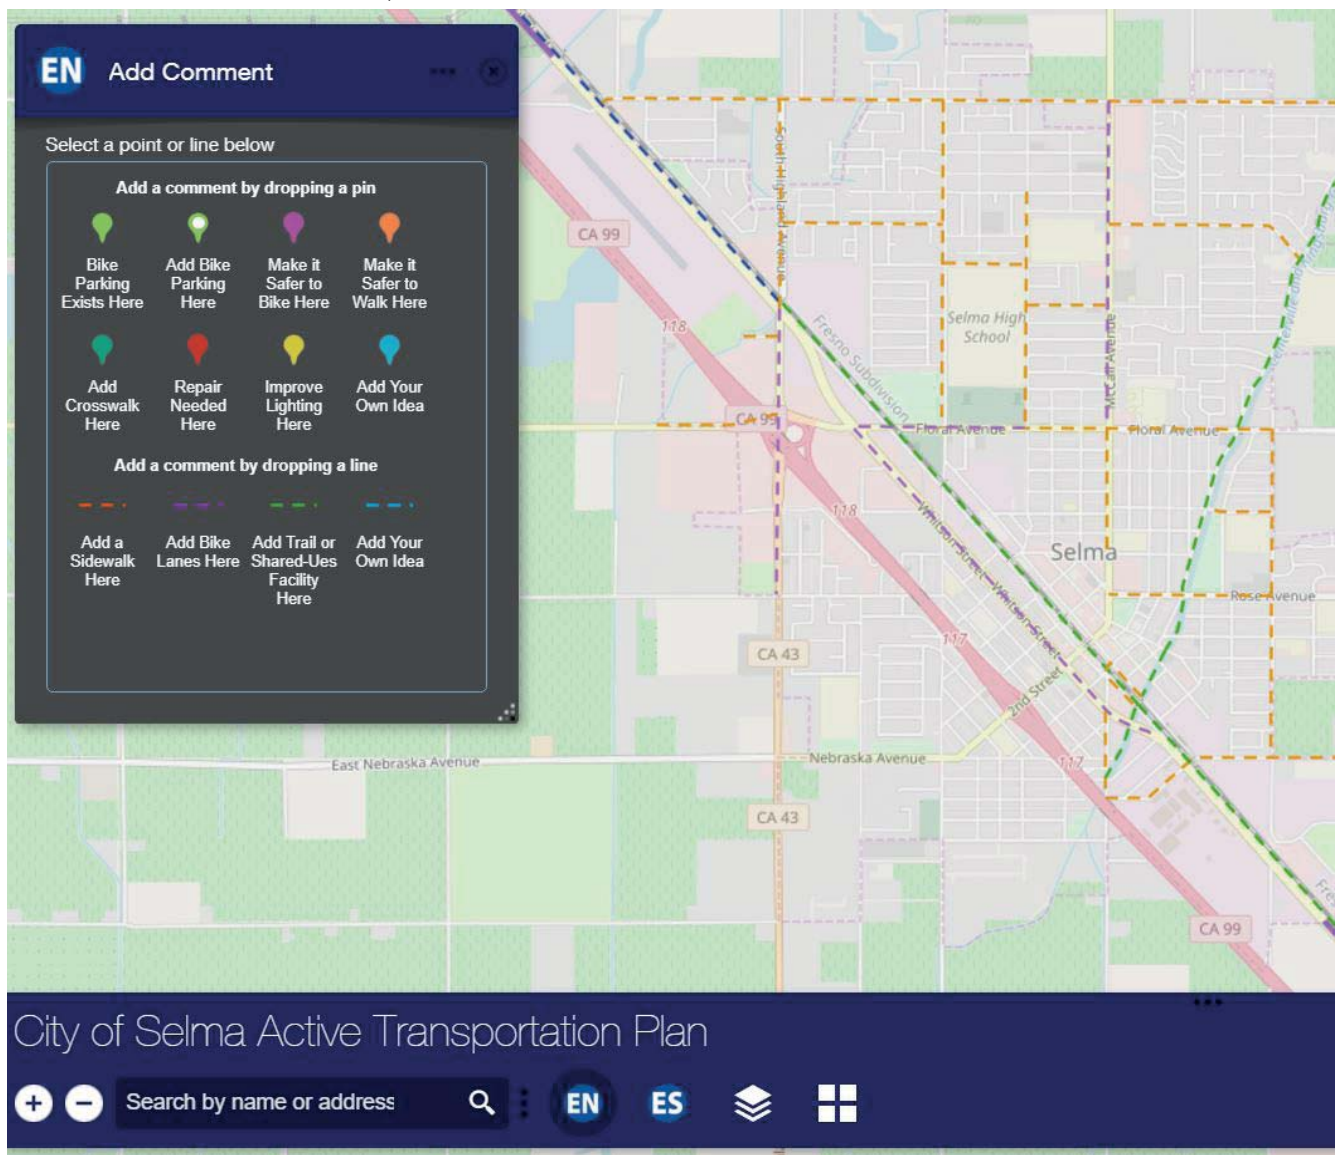 EN Add Comment
Select a point or line below
Add a comment by dropping a pin
Bike
Parking
Exists Here
Add Bike
Parking
Here
Make it
Safer to
Bike Here
Make it
Safer to
Walk Here
Add
Crosswalk
Here
Repair
Needed
Here
Improve
Lighting
Here
Add Your
Own Idea
Add a comment by dropping a line
Add a
Sidewalk
Here
Add Bike
Lanes Here
Add Trail or
Shared-Ues
Facility
Here
Add Your
Own Idea
South Highland Avenue
CA 99
118
Fresno Subdivision
Selma High
School
McCall Avenue
CA 99
Floral Avenue
Floral Avenue
118
Whitson Street
Whitson Street
Selma
Rose Avenue
117
CA 43
2nd Street
East Nebraska Avenue
Nebraska Avenue
117
CA 43
CA 99
City of Selma Active Transportation Plan
Search by name or address
EN
ES